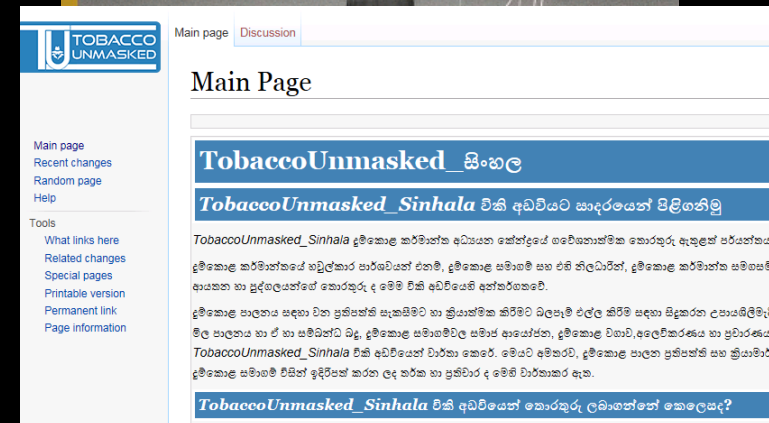 TOBACCO
UNMASKED
Main page
Discussion
Main Page
Main page
Recent changes
Random page
Help
Tools
What links here
Related changes
Special pages
Printable version
Permanent link
Page information
TobaccoUnmasked_සිංහල
TobaccoUnmasked_Sinhala විකි අඩවියට සාදරයෙන් පිළිගනිමු
TobaccoUnmasked_Sinhala දුම්කොළ කර්මාන්ත අධ්‍යයන කේන්ද්‍රයේ ගවේශනාත්මක තොරතුරු ඇතුළත් පර්යන්තය
දුම්කොළ කර්මාන්තයේ හවුල්කාර පාර්ශවයන් එනම්, දුම්කොළ සමාගම් සහ එහි නිලධාරීන්, දුම්කොළ කර්මාන්ත සමග
ආයතන හා පුද්ගලයන්ගේ තොරතුරු ද මෙම විකි අඩවියෙහි අන්තර්ගතවේ.
දුම්කොළ පාලනය සඳහා වන ප්‍රතිපත්ති සැකසීමට හා ක්‍රියාත්මක කිරීමට බලපෑම් එල්ල කිරීම සඳහා සිදුකරන
මිල පාලනය හා ඒ හා සම්බන්ධ බදු, දුම්කොළ සමාගම්වල සමාජ ආයෝජන, දුම්කොළ වගාව,අලෙවිකරණය හා ප්‍රචාරණය
TobaccoUnmasked_Sinhala විකි අඩවියෙන් වාර්තා කෙරේ. මෙයට අමතරව, දුම්කොළ පාලන ප්‍රතිපත්ති සහ
දුම්කොළ සමාගම් විසින් ඉදිරිපත් කරන ලද තර්ක හා ප්‍රතිචාර ද මෙහි වාර්තාකර ඇත.
TobaccoUnmasked_Sinhala විකි අඩවියෙන් තොරතුරු ලබාගන්නේ කෙලෙසද?